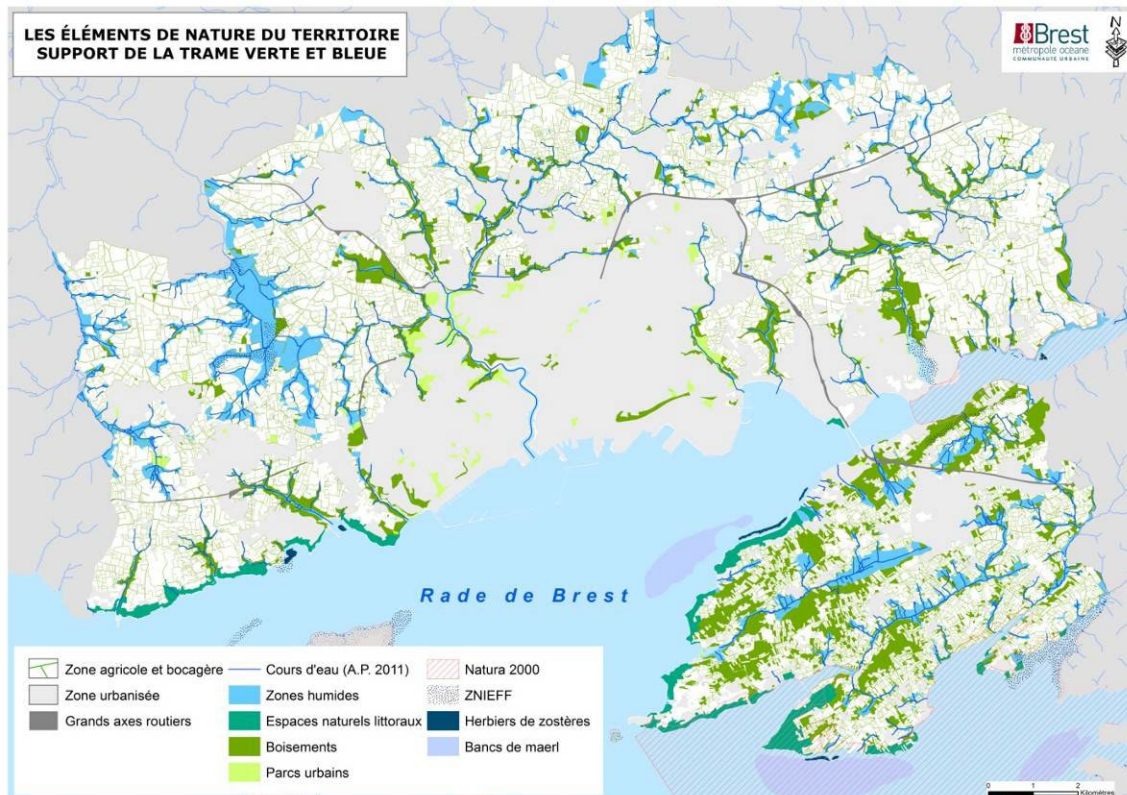 LES ÉLÉMENTS DE NATURE DU TERRITOIRE
SUPPORT DE LA TRAME VERTE ET BLEUE
Brest
métropole océane
COMMUNAUTÉ URBAINE
N
Rade de Brest
Zone agricole et bocagère
Zone urbanisée
Grands axes routiers
Cours d'eau (A.P. 2011)
Zones humides
Espaces naturels littoraux
Boisements
Parcs urbains
Natura 2000
ZNIEFF
Herbiers de zostères
Bancs de maerl
0 1 2
Kilomètres